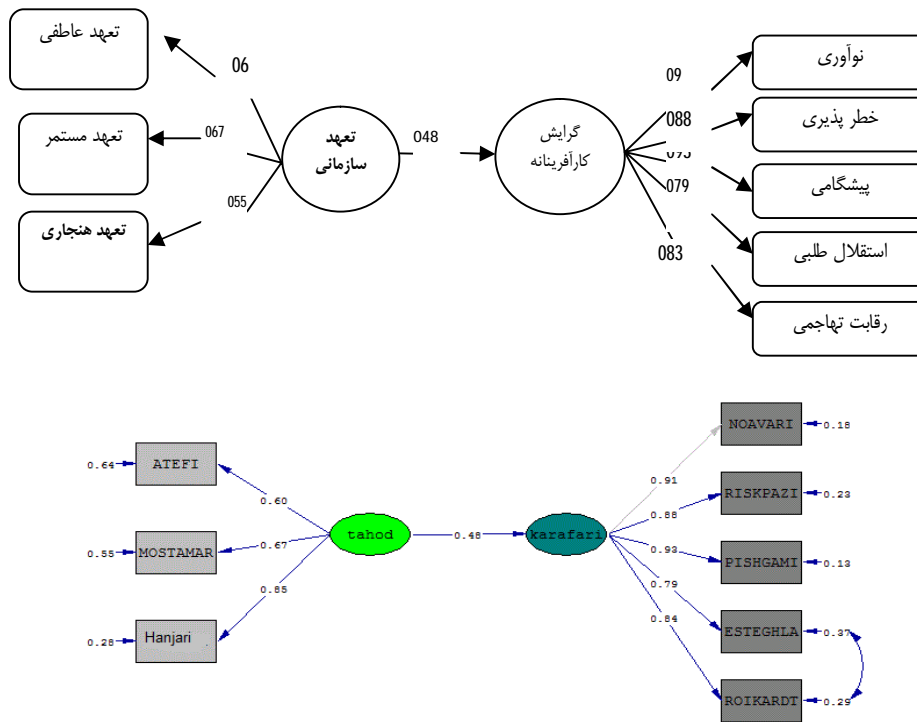 تعهد عاطفی
تعهد مستمر
تعهد هنجاری
06
067
055
تعهد
سازمانی
048
گرایش
کارآفرینانه
09
088
079
083
نوآوری
خطر پذیری
پیشگامی
استقلال طلبی
رقابت تهاجمی
0.64
ATEFI
0.55
MOSTAMAR
0.28
Hanjari
0.60
0.67
0.85
tahod
0.48
karafari
0.91
0.88
0.93
0.79
0.84
NOAVARI
0.18
RISKPAZI
0.23
PISHGAMI
0.13
ESTEGHLA
0.37
ROIKARDT
0.29